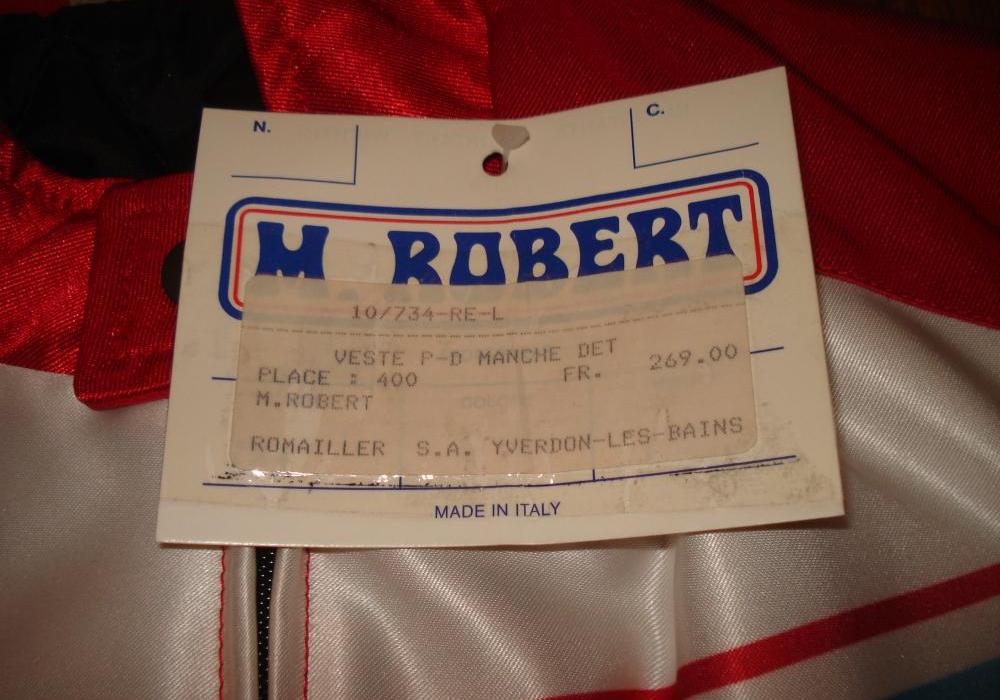 N.
C.
M. ROBERT
10/734-RE-L
VESTE P-D MANCHE DET
PLACE : 400 FR. 269.00
M.ROBERT
ROMAILLER S.A. YVERDON-LES-BAINS
MADE IN ITALY